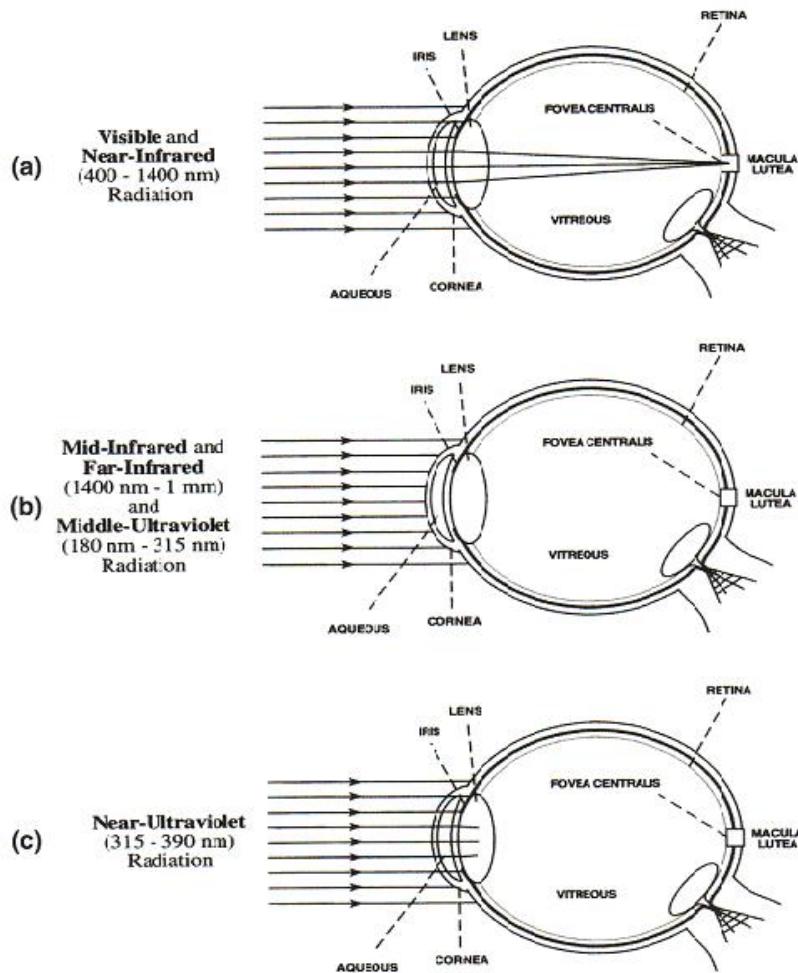 LENS
RETINA
IRIS
FOVEA CENTRALIS
(a)
Visible and
Near-Infrared
(400 - 1400 nm)
Radiation
MACULA
LUTEA
VITREOUS
AQUEOUS
CORNEA
LENS
RETINA
IRIS
FOVEA CENTRALIS
(b)
Mid-Infrared and
Far-Infrared
(1400 nm - 1 mm)
and
Middle-Ultraviolet
(180 nm - 315 nm)
Radiation
MACULA
LUTEA
VITREOUS
AQUEOUS
CORNEA
RETINA
LENS
IRIS
FOVEA CENTRALIS
(c)
Near-Ultraviolet
(315 - 390 nm)
Radiation
MACULA
LUTEA
VITREOUS
AQUEOUS
CORNEA